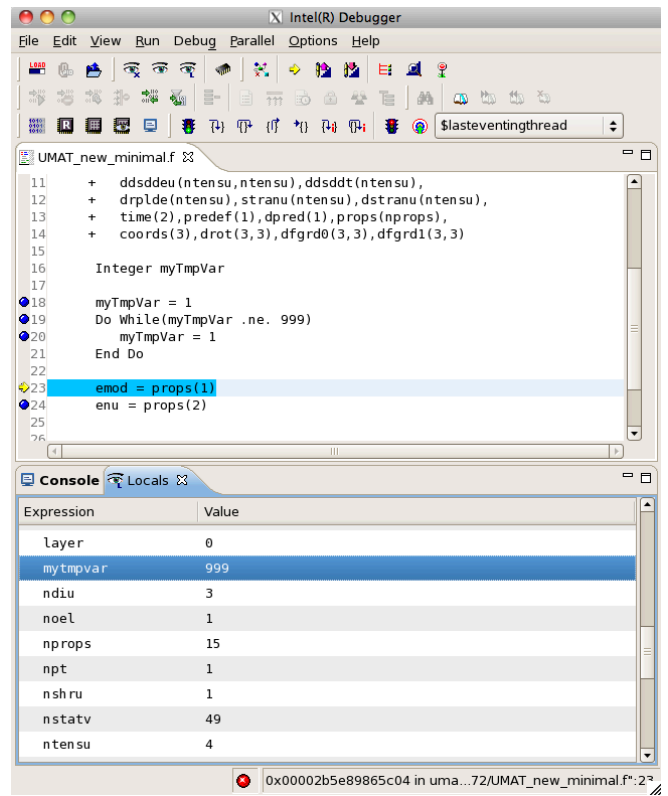 Intel(R) Debugger
File Edit View Run Debug Parallel Options Help
LOAD
$lasteventingthread
UMAT_new_minimal.f
11 + ddsddeu(ntensu,ntensu),ddsddt(ntensu),
12 + drplde(ntensu),stranu(ntensu),dstranu(ntensu),
13 + time(2),predef(1),dpred(1),props(nprops),
14 + coords(3),drot(3,3),dfgrd0(3,3),dfgrd1(3,3)
15
16 Integer myTmpVar
17
18 myTmpVar = 1
19 Do While(myTmpVar .ne. 999)
20 myTmpVar = 1
21 End Do
22
23 emod = props(1)
24 enu = props(2)
25
26
Console Locals
Expression Value
layer 0
mytmpvar 999
ndiu 3
noel 1
nprops 15
npt 1
nshru 1
nstatv 49
ntensu 4
0x00002b5e89865c04 in uma...72/UMAT_new_minimal.f":23